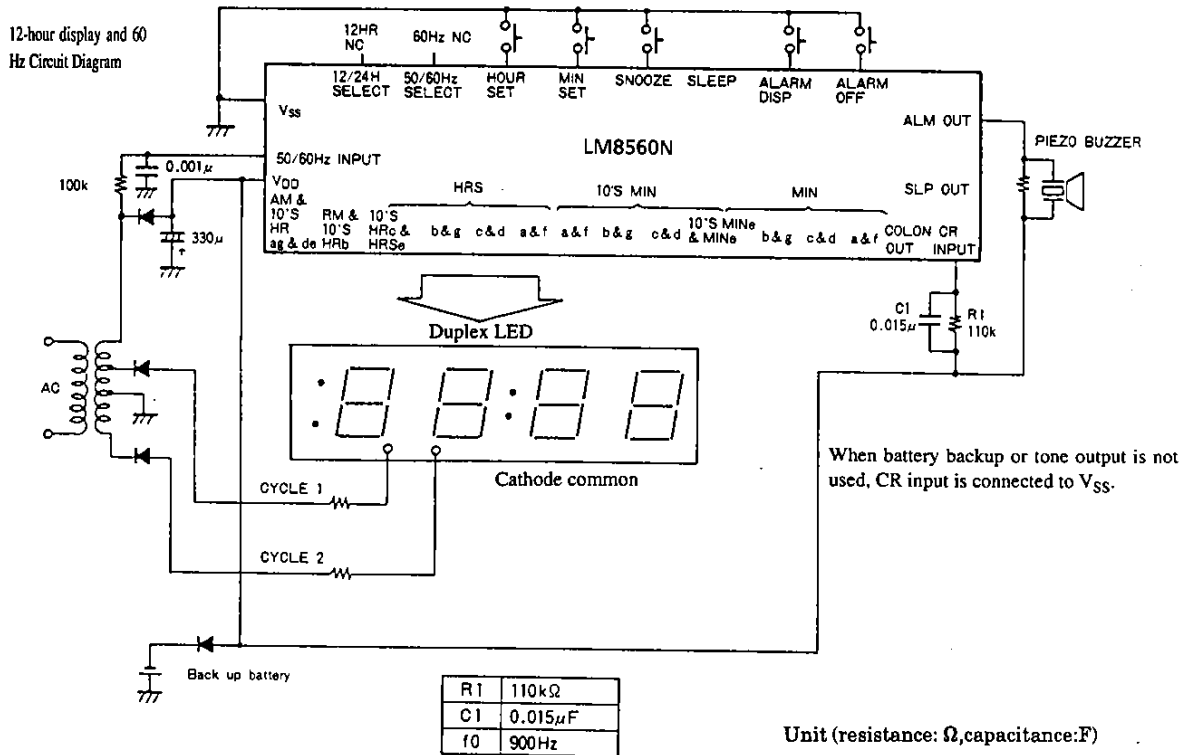 12-hour display and 60
Hz Circuit Diagram
12HR
NC
60Hz NC
12/24H
SELECT
50/60Hz
SELECT
HOUR
SET
MIN
SET
SNOOZE
SLEEP
ALARM
DISP
ALARM
OFF
VSS
ALM OUT
LM8560N
PIEZO BUZZER
0.001μ
50/60Hz INPUT
100k
VDD
SLP OUT
HRS
10'S MIN
MIN
AM &
10'S
HR
ag & de
RM &
10'S
HRb
10'S
HRc &
HRSe
b&g
c&d
a&f
a&f
b&g
c&d
10'S MINe
& MINe
b&g
c&d
a&f
COLON
OUT
CR
INPUT
330μ
C1
0.015μ
R1
110k
Duplex LED
AC
Cathode common
When battery backup or tone output is not
used, CR input is connected to VSS.
CYCLE 1
CYCLE 2
Back up battery
R1 110kΩ
C1 0.015μF
f0 900Hz
Unit (resistance: Ω,capacitance:F)